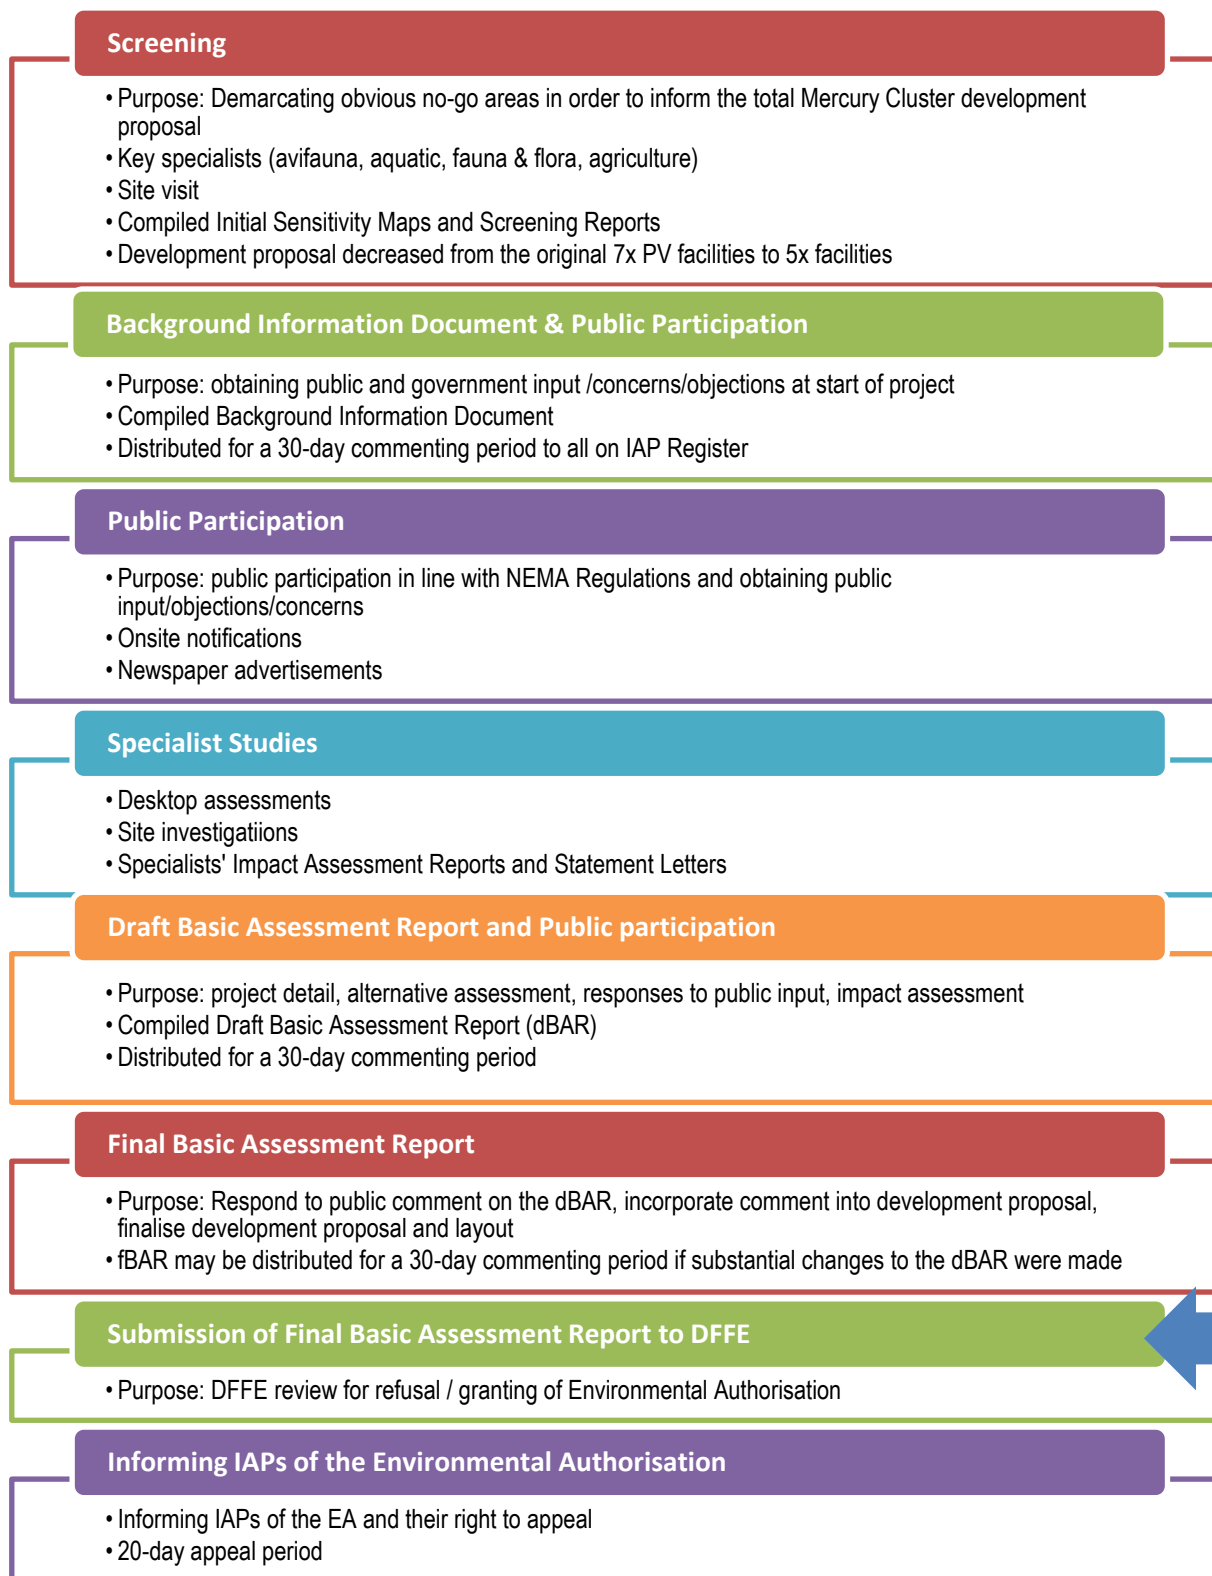 Screening
• Purpose: Demarcating obvious no-go areas in order to inform the total Mercury Cluster development
proposal
• Key specialists (avifauna, aquatic, fauna & flora, agriculture)
• Site visit
• Compiled Initial Sensitivity Maps and Screening Reports
• Development proposal decreased from the original 7x PV facilities to 5x facilities
Background Information Document & Public Participation
• Purpose: obtaining public and government input /concerns/objections at start of project
• Compiled Background Information Document
• Distributed for a 30-day commenting period to all on IAP Register
Public Participation
• Purpose: public participation in line with NEMA Regulations and obtaining public
input/objections/concerns
• Onsite notifications
• Newspaper advertisements
Specialist Studies
• Desktop assessments
• Site investigatiions
• Specialists' Impact Assessment Reports and Statement Letters
Draft Basic Assessment Report and Public participation
• Purpose: project detail, alternative assessment, responses to public input, impact assessment
• Compiled Draft Basic Assessment Report (dBAR)
• Distributed for a 30-day commenting period
Final Basic Assessment Report
• Purpose: Respond to public comment on the dBAR, incorporate comment into development proposal,
finalise development proposal and layout
• fBAR may be distributed for a 30-day commenting period if substantial changes to the dBAR were made
Submission of Final Basic Assessment Report to DFFE
• Purpose: DFFE review for refusal / granting of Environmental Authorisation
Informing IAPs of the Environmental Authorisation
• Informing IAPs of the EA and their right to appeal
• 20-day appeal period